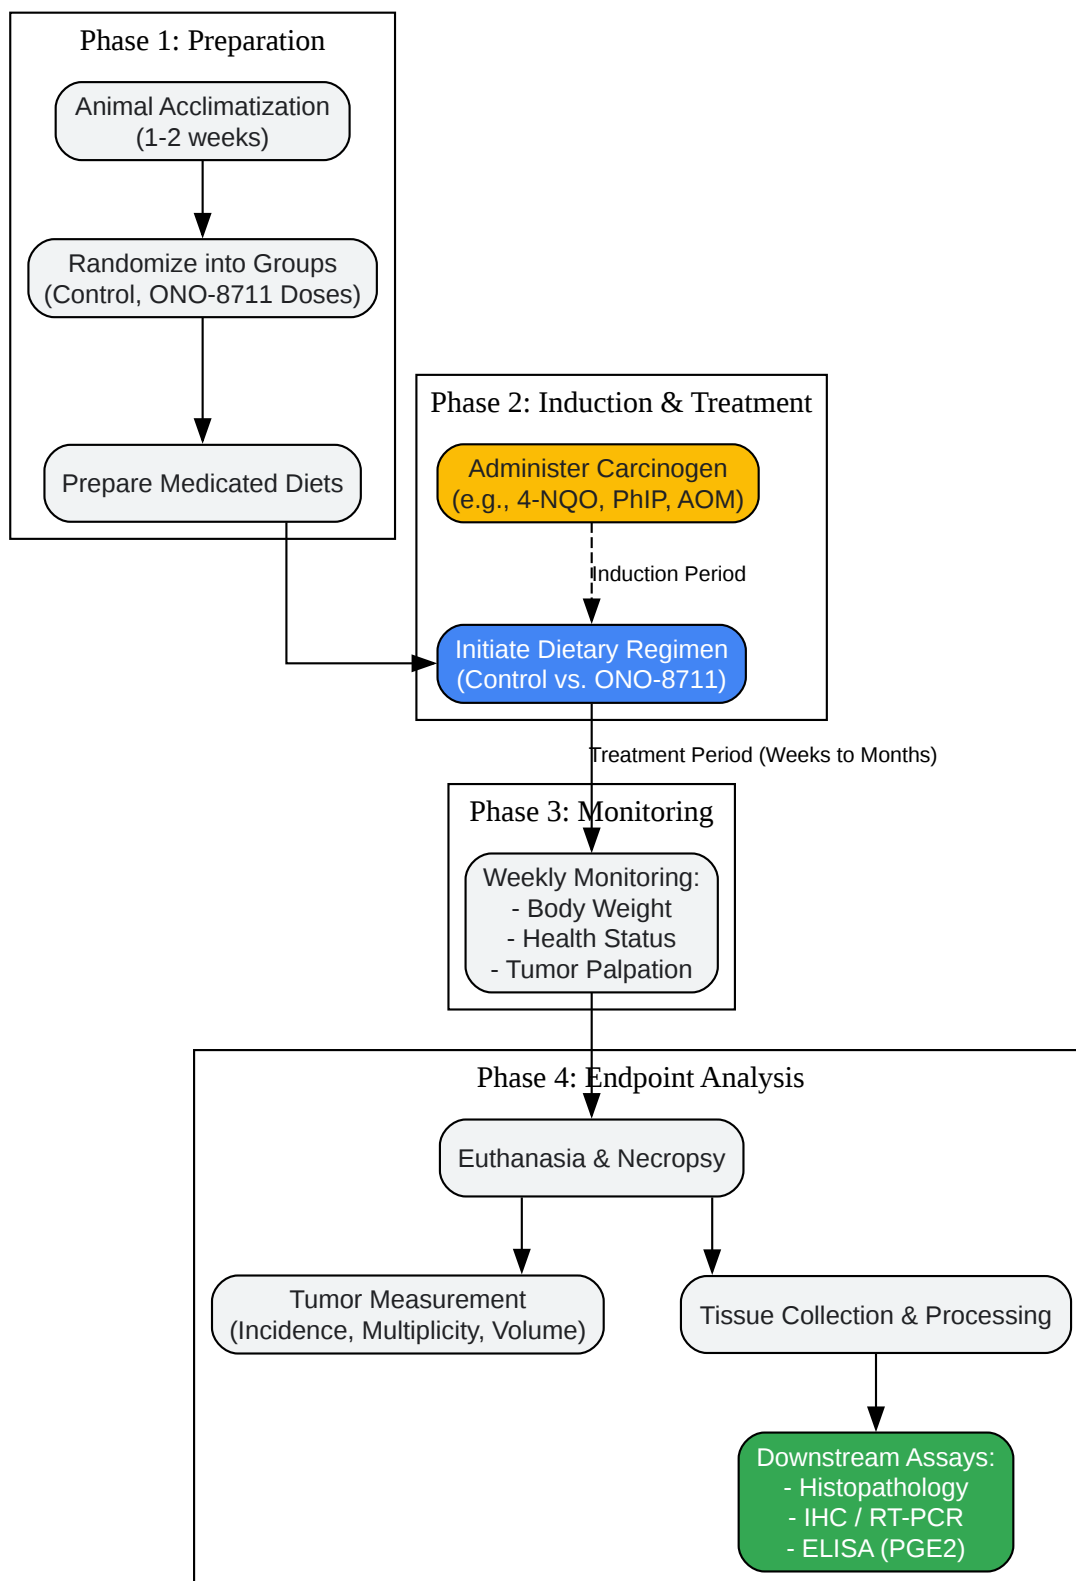 Phase 1: Preparation
Animal Acclimatization
(1-2 weeks)
Randomize into Groups
(Control, ONO-8711 Doses)
Prepare Medicated Diets
Phase 2: Induction & Treatment
Administer Carcinogen
(e.g., 4-NQO, PhIP, AOM)
Induction Period
Initiate Dietary Regimen
(Control vs. ONO-8711)
Treatment Period (Weeks to Months)
Phase 3: Monitoring
Weekly Monitoring:
- Body Weight
- Health Status
- Tumor Palpation
Phase 4: Endpoint Analysis
Euthanasia & Necropsy
Tumor Measurement
(Incidence, Multiplicity, Volume)
Tissue Collection & Processing
Downstream Assays:
- Histopathology
- IHC / RT-PCR
- ELISA (PGE2)